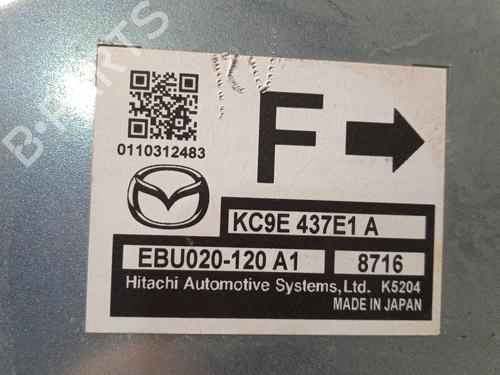 B-PARTS
F
0110312483
KC9E 437E1 A
EBU020-120 A1 8716
Hitachi Automotive Systems,Ltd. K5204
MADE IN JAPAN